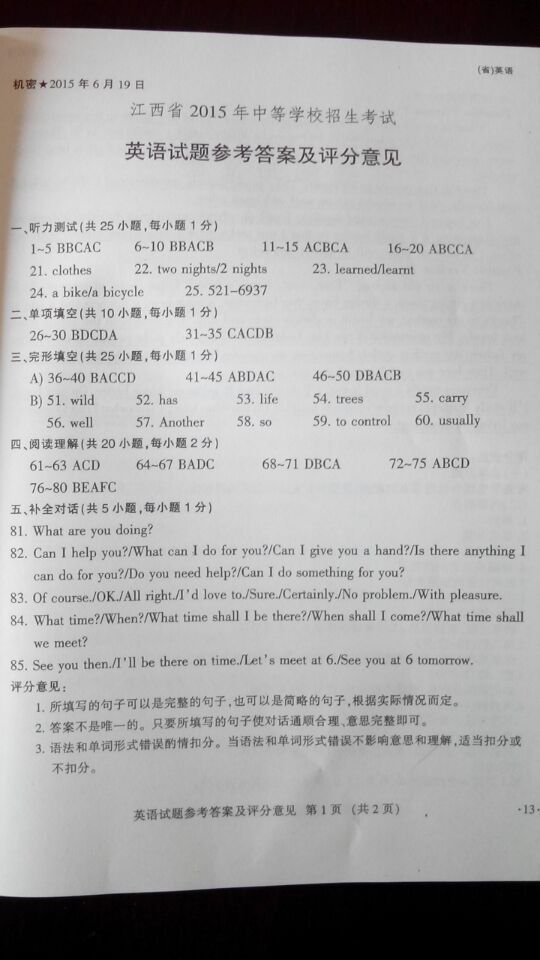 (省)英语
机密★2015 年 6 月 19 日
江西省 2015 年中等学校招生考试
英语试题参考答案及评分意见
一、听力测试(共 25 小题,每小题 1 分)
1~5 BBCAC 6~10 BBACB 11~15 ACBCA 16~20 ABCCA
21. clothes 22. two nights/2 nights 23. learned/learnt
24. a bike/a bicycle 25. 521-6937
二、单项填空(共 10 小题,每小题 1 分)
26~30 BDCDA 31~35 CACDB
三、完形填空(共 25 小题,每小题 1 分)
A) 36~40 BACCD 41~45 ABDAC 46~50 DBACB
B) 51. wild 52. has 53. life 54. trees 55. carry
56. well 57. Another 58. so 59. to control 60. usually
四、阅读理解(共 20 小题,每小题 2 分)
61~63 ACD 64~67 BADC 68~71 DBCA 72~75 ABCD
76~80 BEAFC
五、补全对话(共 5 小题,每小题 1 分)
81. What are you doing?
82. Can I help you?/What can I do for you?/Can I give you a hand?/Is there anything I
can do for you?/Do you need help?/Can I do something for you?
83. Of course./OK./All right./I'd love to./Sure./Certainly./No problem./With pleasure.
84. What time?/When?/What time shall I be there?/When shall I come?/What time shall
we meet?
85. See you then./I'll be there on time./Let's meet at 6./See you at 6 tomorrow.
评分意见:
1. 所填写的句子可以是完整的句子,也可以是简略的句子,根据实际情况而定。
2. 答案不是唯一的。只要所填写的句子使对话通顺合理、意思完整即可。
3. 语法和单词形式错误酌情扣分。当语法和单词形式错误不影响意思和理解,适当扣分或
不扣分。
英语试题参考答案及评分意见 第 1 页 (共 2 页)
·13·